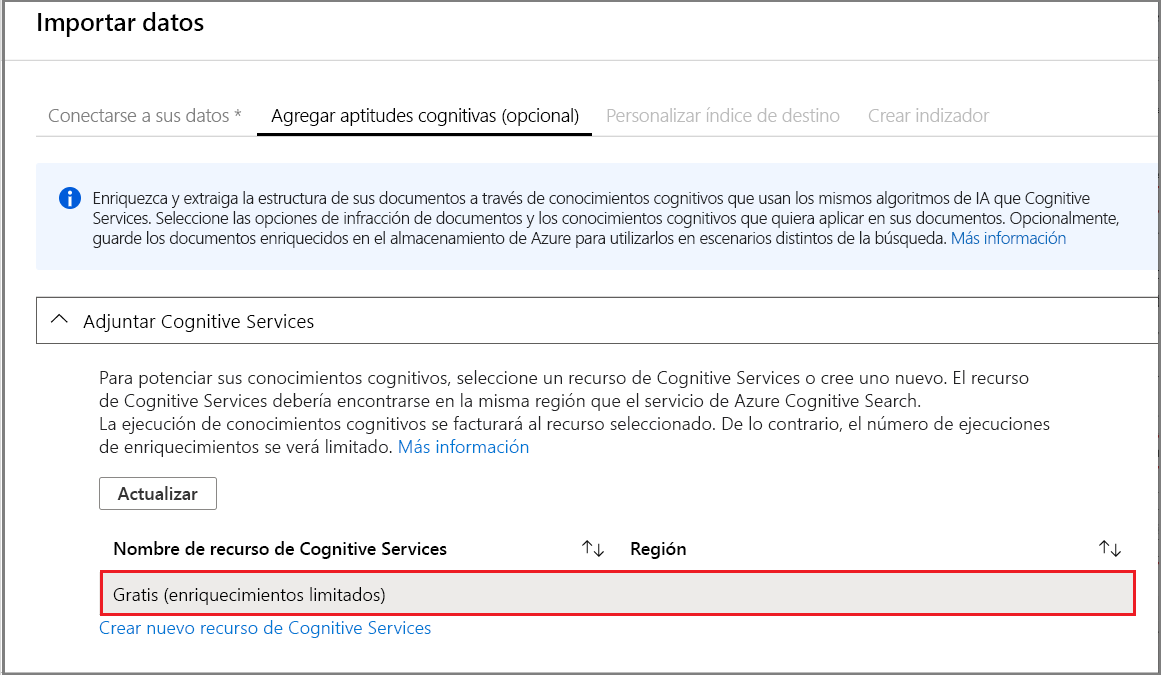 Importar datos
Conectarse a sus datos * Agregar aptitudes cognitivas (opcional) Personalizar índice de destino Crear indizador
Enriquezca y extraiga la estructura de sus documentos a través de conocimientos cognitivos que usan los mismos algoritmos de IA que Cognitive
Services. Seleccione las opciones de infracción de documentos y los conocimientos cognitivos que quiera aplicar en sus documentos. Opcionalmente,
guarde los documentos enriquecidos en el almacenamiento de Azure para utilizarlos en escenarios distintos de la búsqueda. Más información
Adjuntar Cognitive Services
Para potenciar sus conocimientos cognitivos, seleccione un recurso de Cognitive Services o cree uno nuevo. El recurso
de Cognitive Services debería encontrarse en la misma región que el servicio de Azure Cognitive Search.
La ejecución de conocimientos cognitivos se facturará al recurso seleccionado. De lo contrario, el número de ejecuciones
de enriquecimientos se verá limitado. Más información
Actualizar
Nombre de recurso de Cognitive Services Región
Gratis (enriquecimientos limitados)
Crear nuevo recurso de Cognitive Services